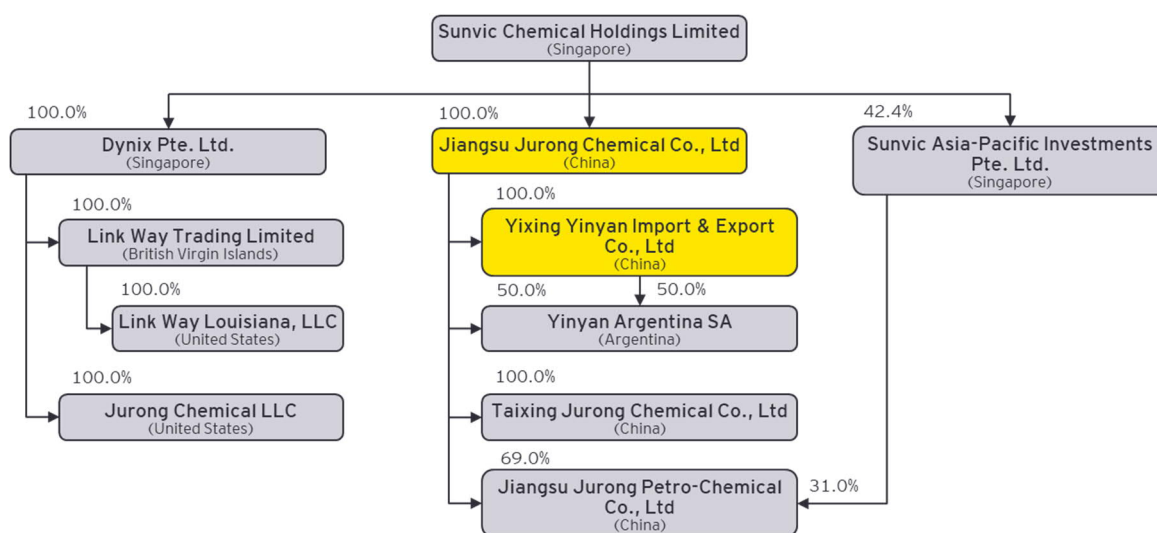 Sunvic Chemical Holdings Limited
(Singapore)
100.0%
Dynix Pte. Ltd.
(Singapore)
100.0%
Link Way Trading Limited
(British Virgin Islands)
100.0%
Link Way Louisiana, LLC
(United States)
100.0%
Jurong Chemical LLC
(United States)
100.0%
Jiangsu Jurong Chemical Co., Ltd
(China)
100.0%
Yixing Yinyan Import & Export
Co., Ltd
(China)
50.0%
50.0%
Yinyan Argentina SA
(Argentina)
100.0%
Taixing Jurong Chemical Co., Ltd
(China)
69.0%
Jiangsu Jurong Petro-Chemical
Co., Ltd
(China)
42.4%
Sunvic Asia-Pacific Investments
Pte. Ltd.
(Singapore)
31.0%